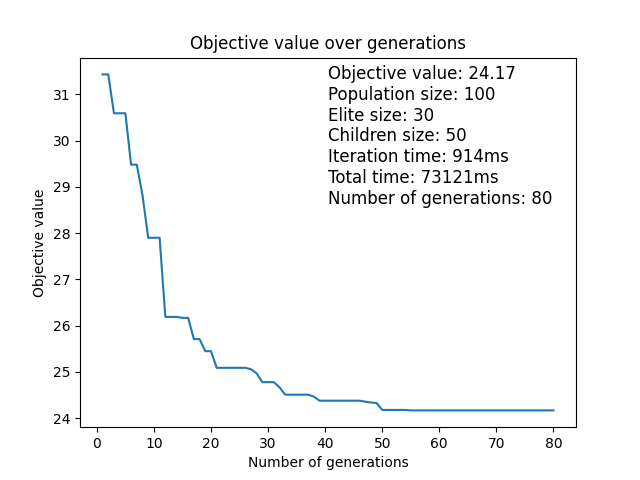 Objective value over generations
Objective value: 24.17
Population size: 100
Elite size: 30
Children size: 50
Iteration time: 914ms
Total time: 73121ms
Number of generations: 80
Objective value
31
30
29
28
27
26
25
24
0 10 20 30 40 50 60 70 80
Number of generations